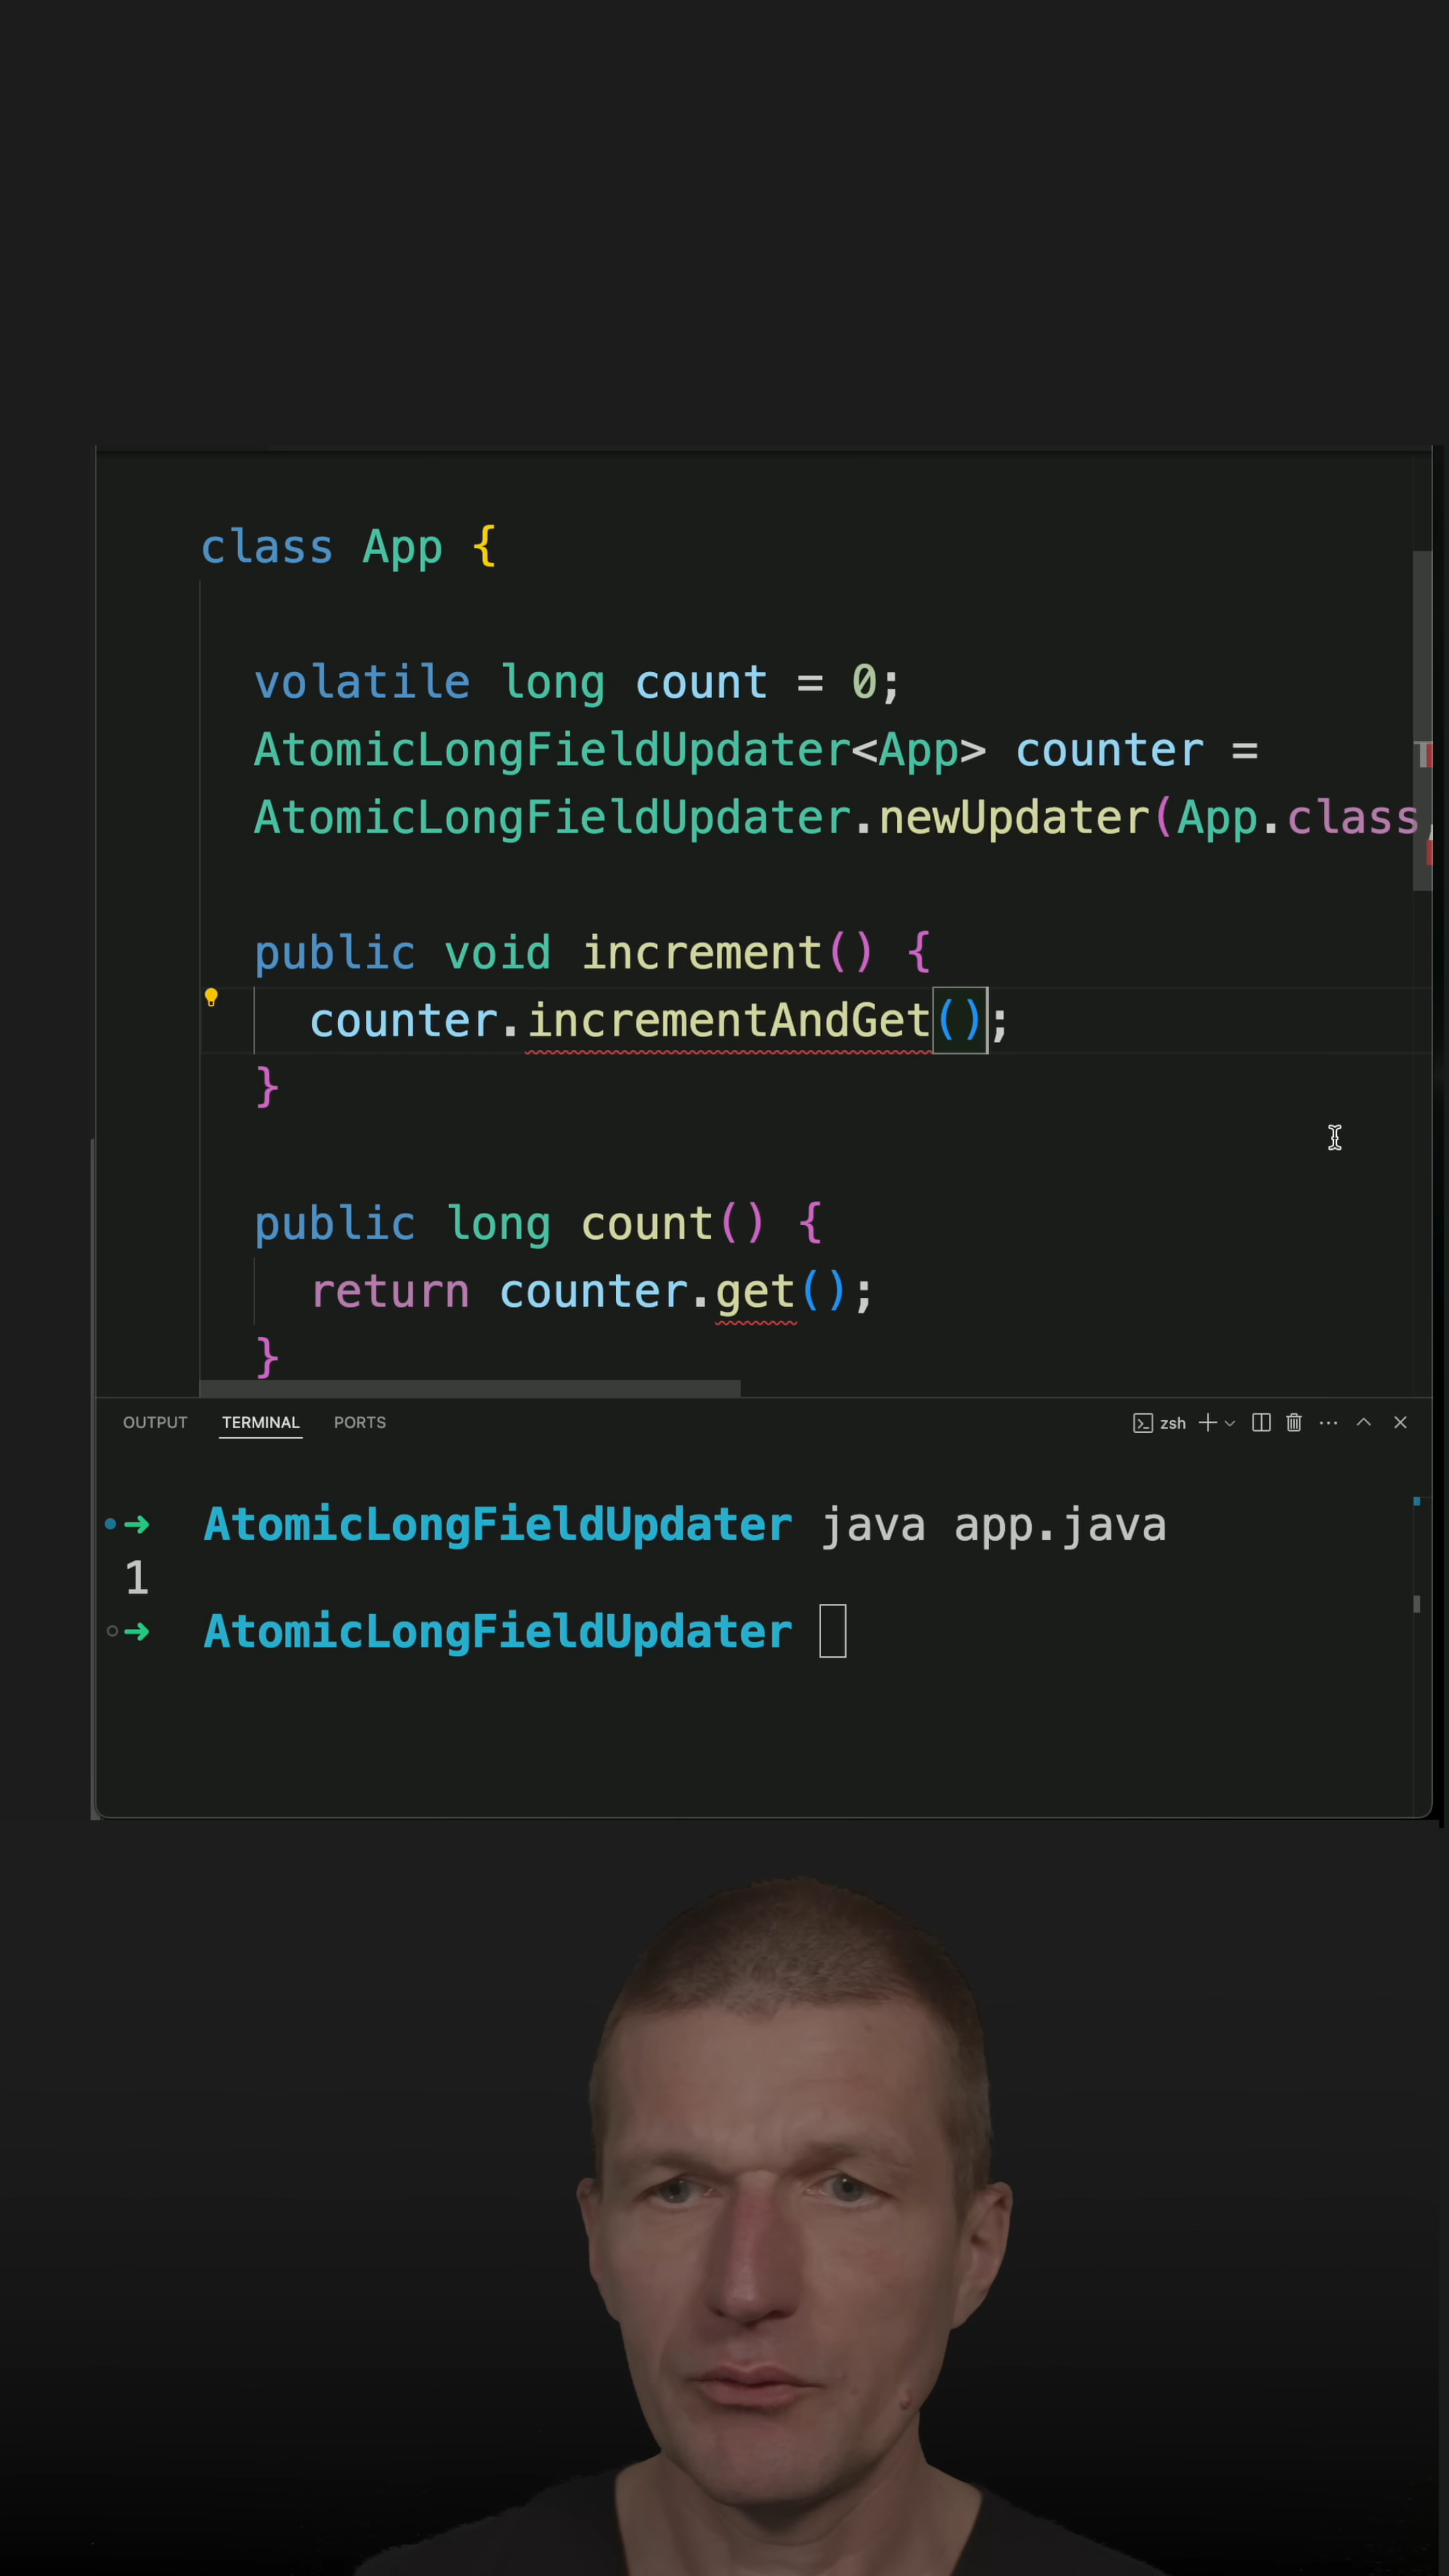 class App {
volatile long count = 0;
AtomicLongFieldUpdater<App> counter =
AtomicLongFieldUpdater.newUpdater(App.class,
public void increment() {
counter.incrementAndGet();
}
public long count() {
return counter.get();
}
OUTPUT TERMINAL PORTS zsh
➜ AtomicLongFieldUpdater java app.java
1
➜ AtomicLongFieldUpdater